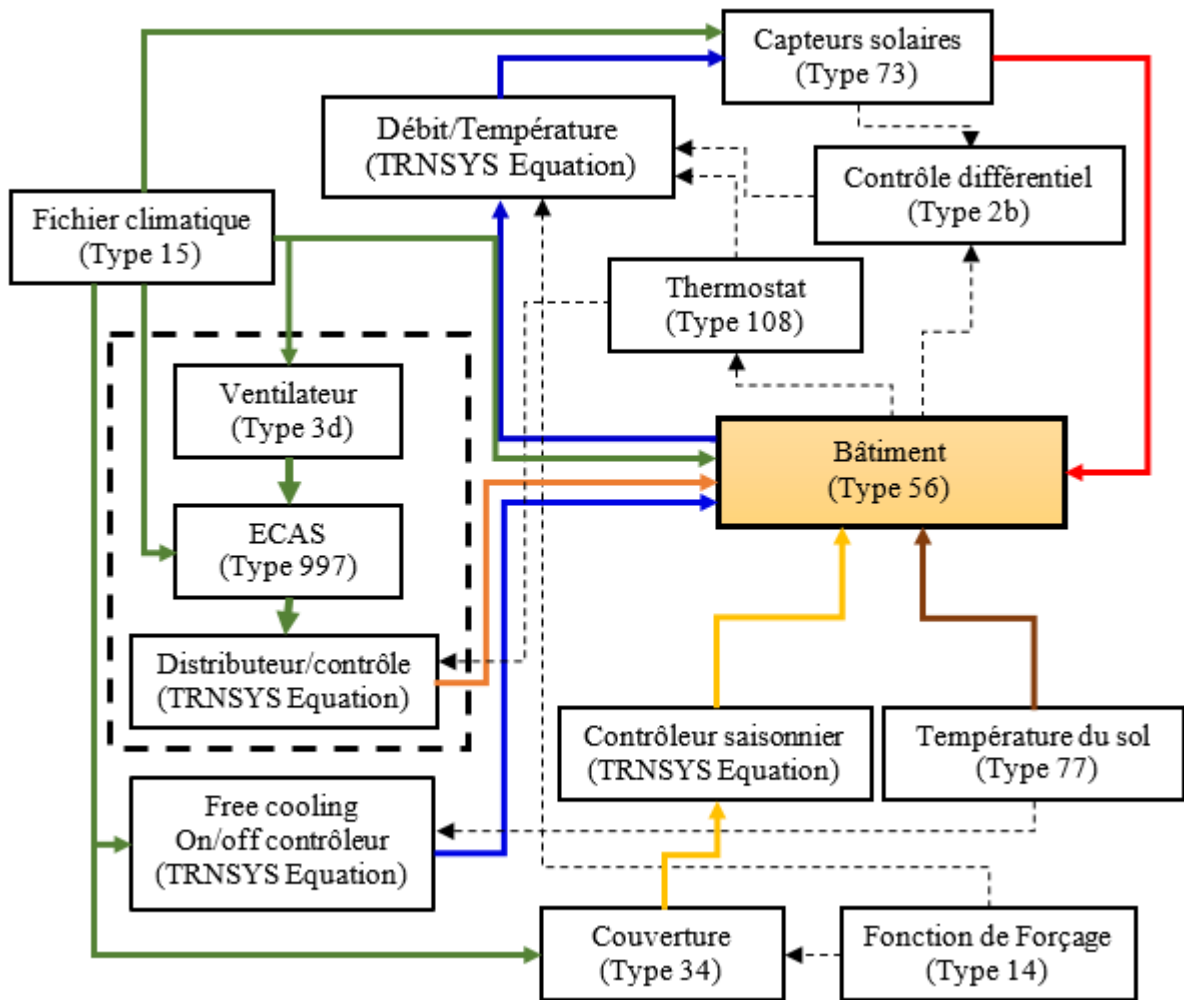 Capteurs solaires
(Type 73)
Débit/Température
(TRNSYS Equation)
Contrôle différentiel
(Type 2b)
Fichier climatique
(Type 15)
Thermostat
(Type 108)
Ventilateur
(Type 3d)
Bâtiment
(Type 56)
ECAS
(Type 997)
Distributeur/contrôle
(TRNSYS Equation)
Contrôleur saisonnier
(TRNSYS Equation)
Température du sol
(Type 77)
Free cooling
On/off contrôleur
(TRNSYS Equation)
Couverture
(Type 34)
Fonction de Forçage
(Type 14)